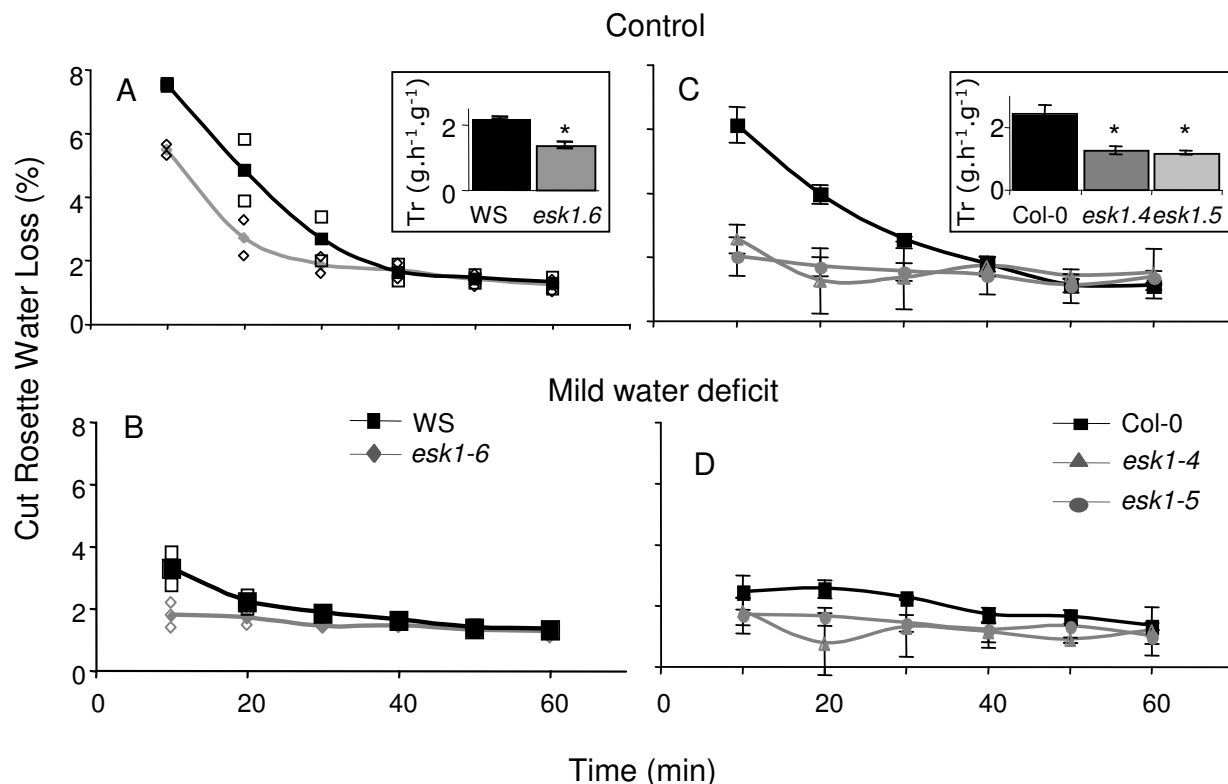 Control
Cut Rosette Water Loss (%)
A
8
6
4
2
0
Tr (g.h⁻¹.g⁻¹)
2
0
*
WS esk1.6
C
Tr (g.h⁻¹.g⁻¹)
2
0
* *
Col-0 esk1.4 esk1.5
Mild water deficit
B
8
6
4
2
0
WS
esk1-6
0 20 40 60
D
Col-0
esk1-4
esk1-5
0 20 40 60
Time (min)